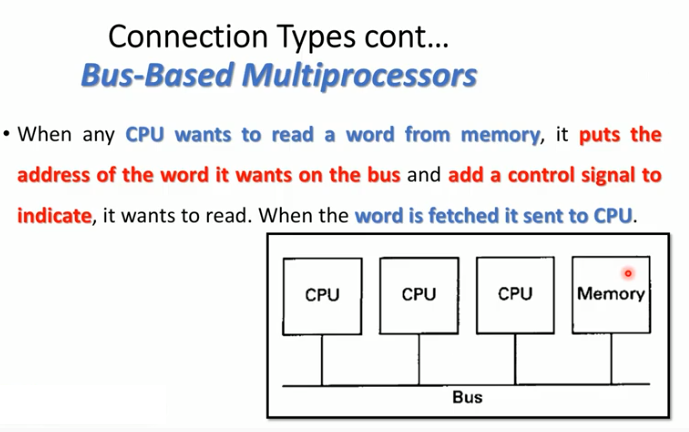 Connection Types cont...
Bus-Based Multiprocessors
• When any CPU wants to read a word from memory, it puts the
address of the word it wants on the bus and add a control signal to
indicate, it wants to read. When the word is fetched it sent to CPU.
CPU CPU CPU Memory
Bus